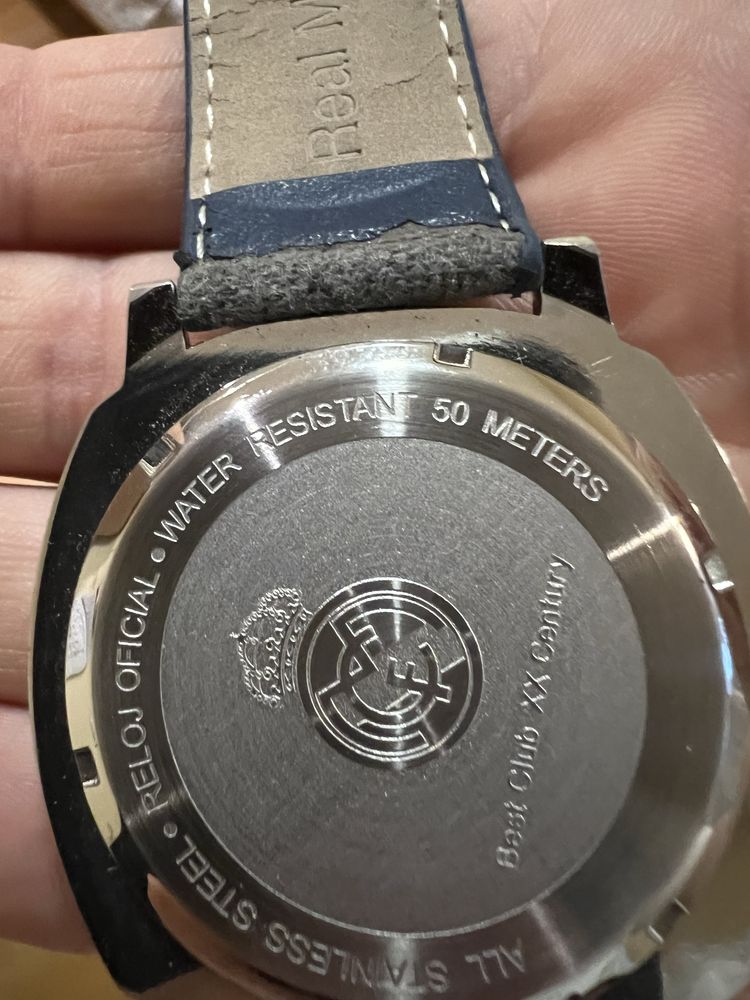 Real M
WATER RESISTANT 50 METERS
RELOJ OFICIAL •
ALL STAINLESS STEEL •
Best Club XX Century